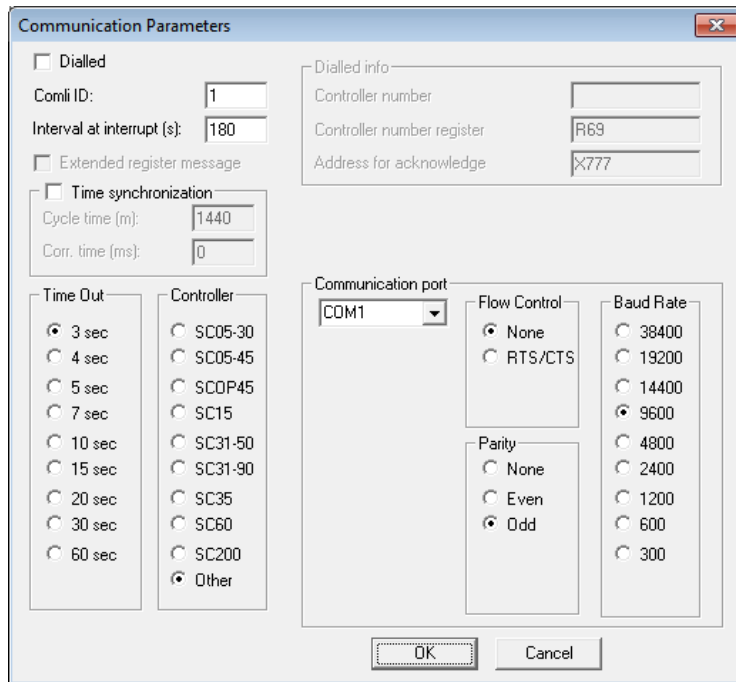 Communication Parameters
Dialled
Comli ID: 1
Interval at interrupt (s): 180
Extended register message
Time synchronization
Cycle time (m): 1440
Corr. time (ms): 0
Dialled info
Controller number
Controller number register R69
Address for acknowledge X777
Time Out
3 sec
4 sec
5 sec
7 sec
10 sec
15 sec
20 sec
30 sec
60 sec
Controller
SC05-30
SC05-45
SCOP45
SC15
SC31-50
SC31-90
SC35
SC60
SC200
Other
Communication port
COM1
Flow Control
None
RTS/CTS
Parity
None
Even
Odd
Baud Rate
38400
19200
14400
9600
4800
2400
1200
600
300
OK
Cancel